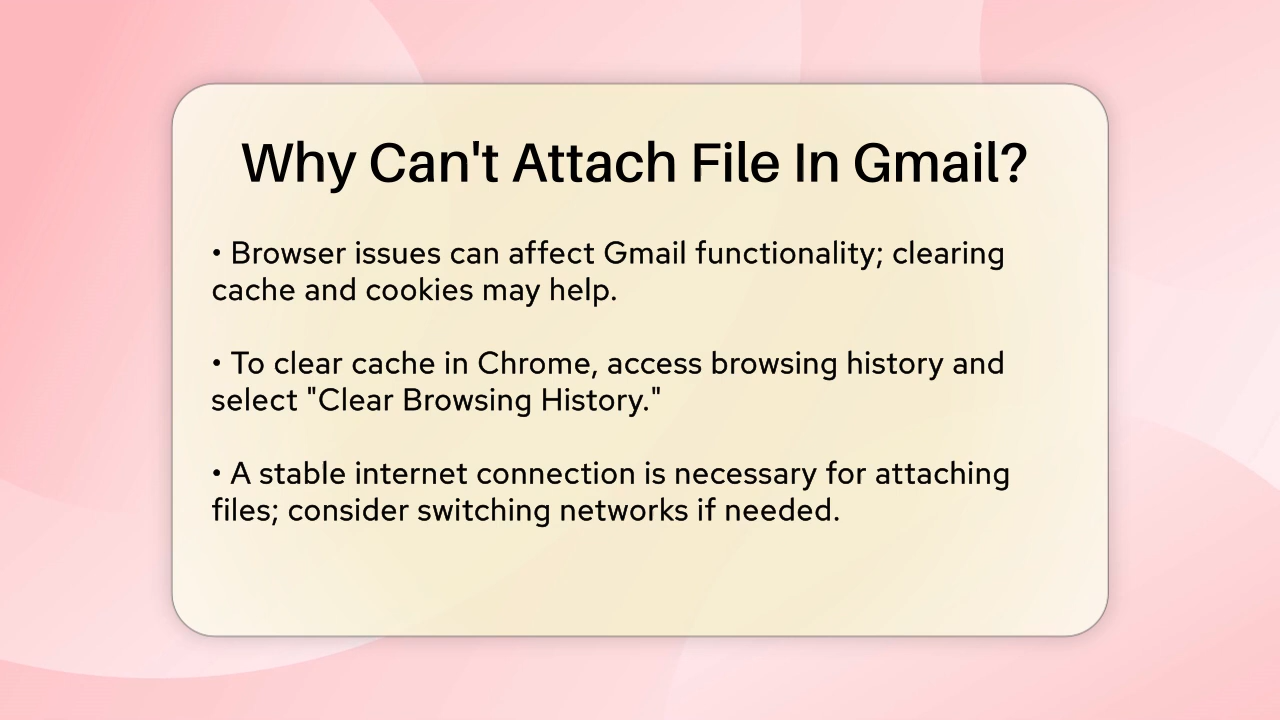 Why Can't Attach File In Gmail?
• Browser issues can affect Gmail functionality; clearing
cache and cookies may help.
• To clear cache in Chrome, access browsing history and
select "Clear Browsing History."
• A stable internet connection is necessary for attaching
files; consider switching networks if needed.